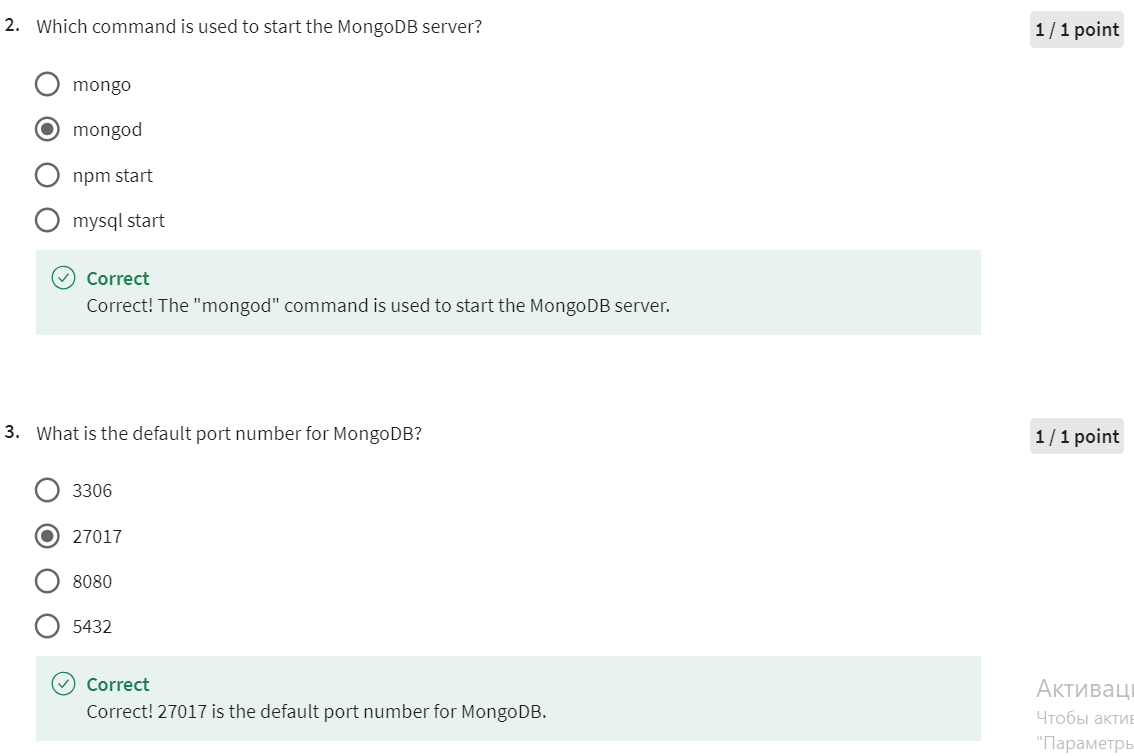 2. Which command is used to start the MongoDB server?
1 / 1 point
mongo
mongod
npm start
mysql start
Correct
Correct! The "mongod" command is used to start the MongoDB server.
3. What is the default port number for MongoDB?
1 / 1 point
3306
27017
8080
5432
Correct
Correct! 27017 is the default port number for MongoDB.
Чтобы
"Параметры